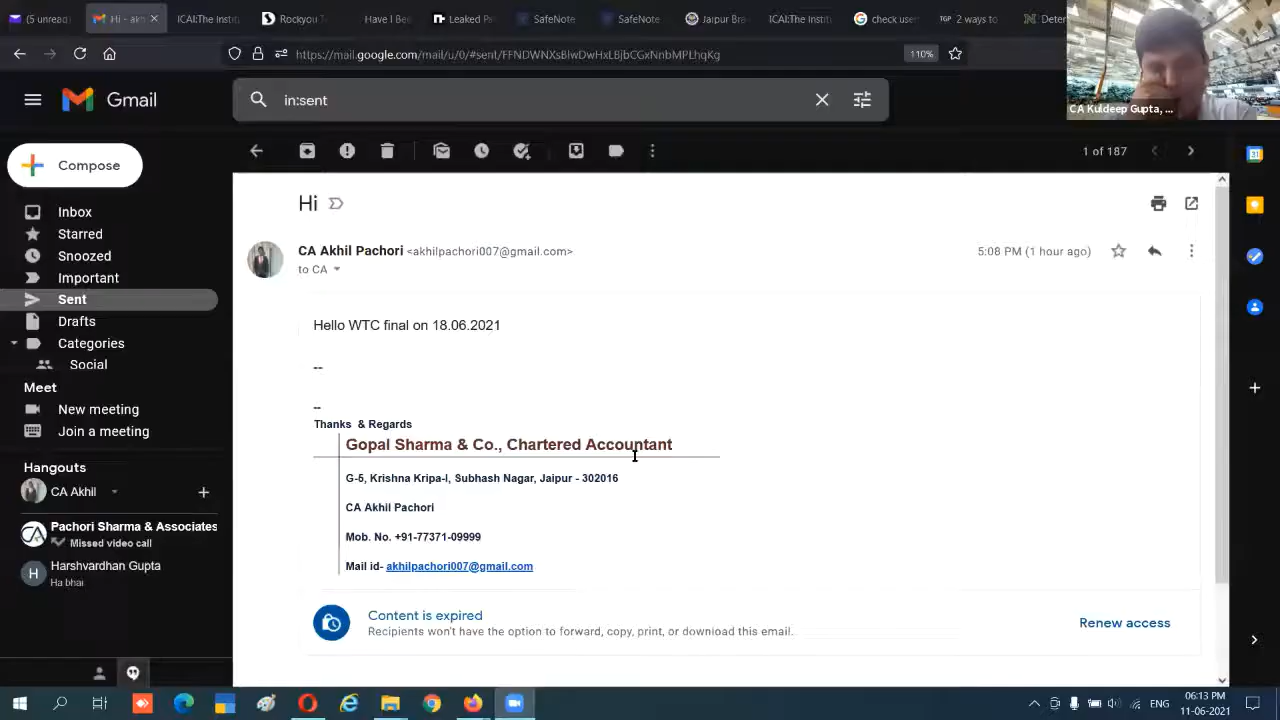 (5 unread
Hi - akh
ICAI:The Instit
Rockyou
Have I Bee
Leaked Pa
SafeNote
SafeNote
Jaipur Bra
ICAI:The Instit
check user
TGP 2 ways to
Deter
https://mail.google.com/mail/u/0/#sent/
110%
CA Kuldeep Gupta, ...
Gmail
in:sent
Compose
1 of 187
Inbox
Starred
Snoozed
Important
Sent
Drafts
Categories
Social
Meet
New meeting
Join a meeting
Hangouts
CA Akhil
Pachori Sharma & Associates
Missed video call
Harshvardhan Gupta
H
Ha bhai
Hi
CA Akhil Pachori <akhilpachori007@gmail.com>
5:08 PM (1 hour ago)
to CA
Hello WTC final on 18.06.2021
--
--
Thanks & Regards
Gopal Sharma & Co., Chartered Accountant
G-5, Krishna Kripa-I, Subhash Nagar, Jaipur - 302016
CA Akhil Pachori
Mob. No. +91-77371-09999
Mail id- akhilpachori007@gmail.com
Content is expired
Recipients won't have the option to forward, copy, print, or download this email.
Renew access
31
ENG
06:13 PM
11-06-2021